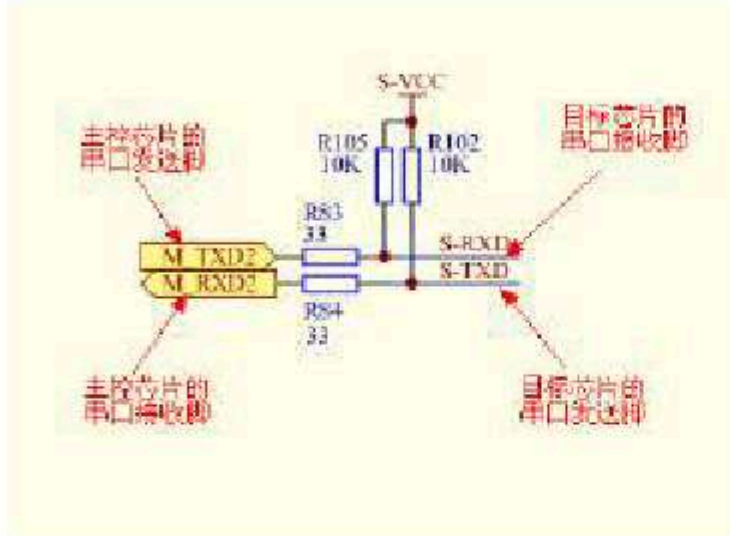 S-VCC
主控芯片的
串口发送脚
目标芯片的
串口接收脚
R105
10K
R102
10K
R83
33
M_TXD2
S-RXD
M_RXD2
S-TXD
R84
33
主控芯片的
串口接收脚
目标芯片的
串口发送脚